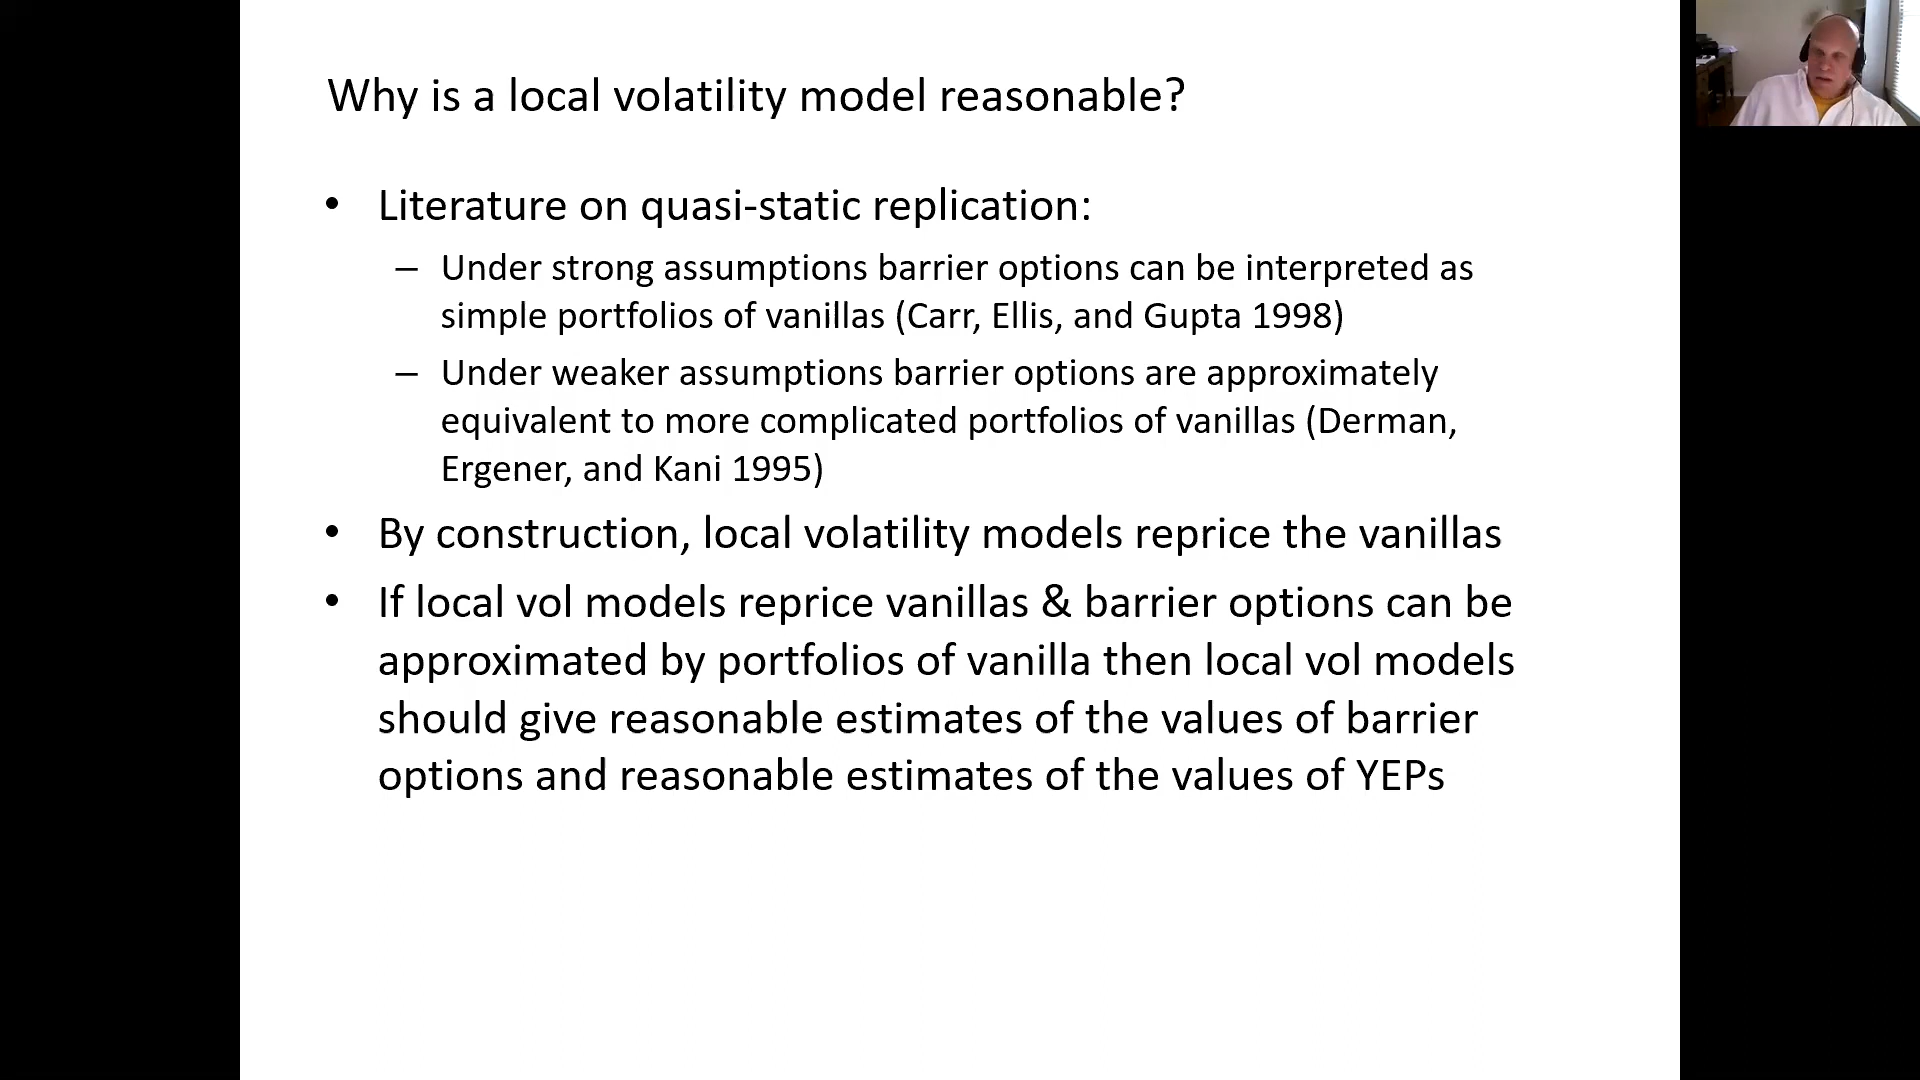 Why is a local volatility model reasonable?
• Literature on quasi-static replication:
– Under strong assumptions barrier options can be interpreted as
simple portfolios of vanillas (Carr, Ellis, and Gupta 1998)
– Under weaker assumptions barrier options are approximately
equivalent to more complicated portfolios of vanillas (Derman,
Ergener, and Kani 1995)
• By construction, local volatility models reprice the vanillas
• If local vol models reprice vanillas & barrier options can be
approximated by portfolios of vanilla then local vol models
should give reasonable estimates of the values of barrier
options and reasonable estimates of the values of YEPs